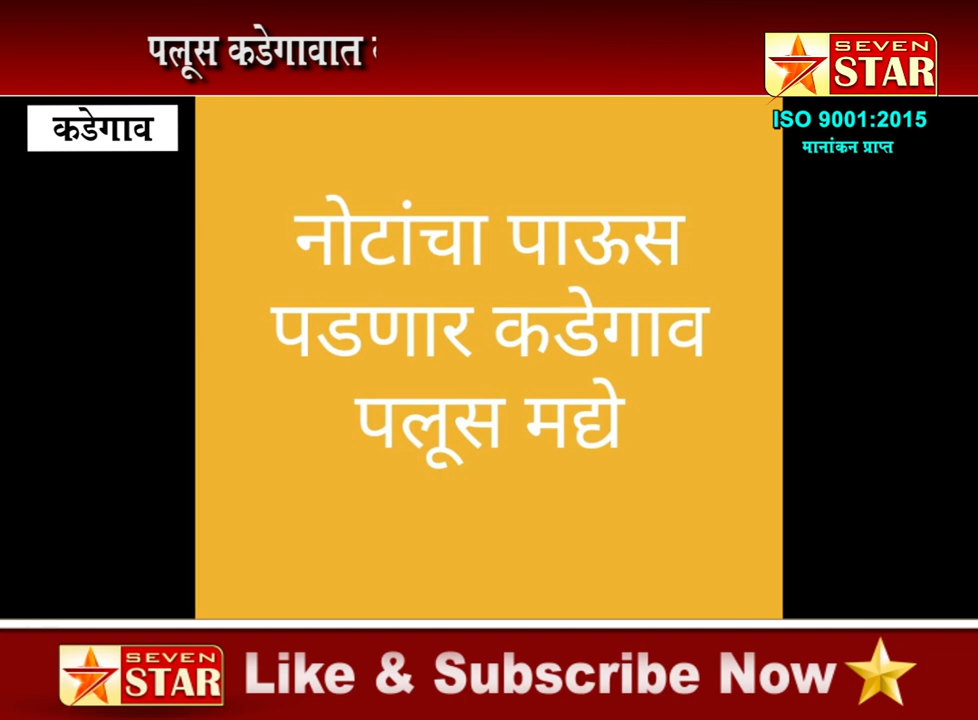 पलूस कडेगावात
SEVEN
STAR
कडेगाव
ISO 9001:2015
मानांकन प्राप्त
नोटांचा पाऊस
पडणार कडेगाव
पलूस मद्ये
SEVEN
STAR
Like & Subscribe Now